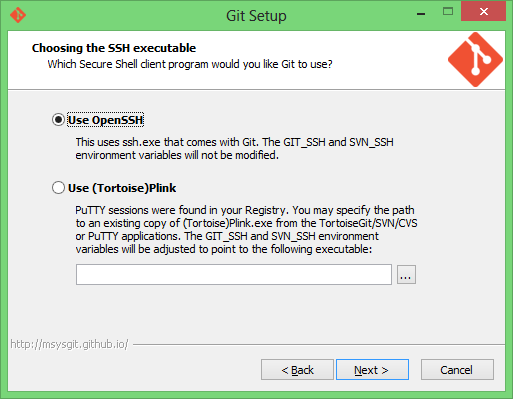 Git Setup
Choosing the SSH executable
Which Secure Shell client program would you like Git to use?
Use OpenSSH
This uses ssh.exe that comes with Git. The GIT_SSH and SVN_SSH
environment variables will not be modified.
Use (Tortoise)Plink
PuTTY sessions were found in your Registry. You may specify the path
to an existing copy of (Tortoise)Plink.exe from the TortoiseGit/SVN/CVS
or PuTTY applications. The GIT_SSH and SVN_SSH environment
variables will be adjusted to point to the following executable:
...
http://msysgit.github.io/
< Back Next > Cancel